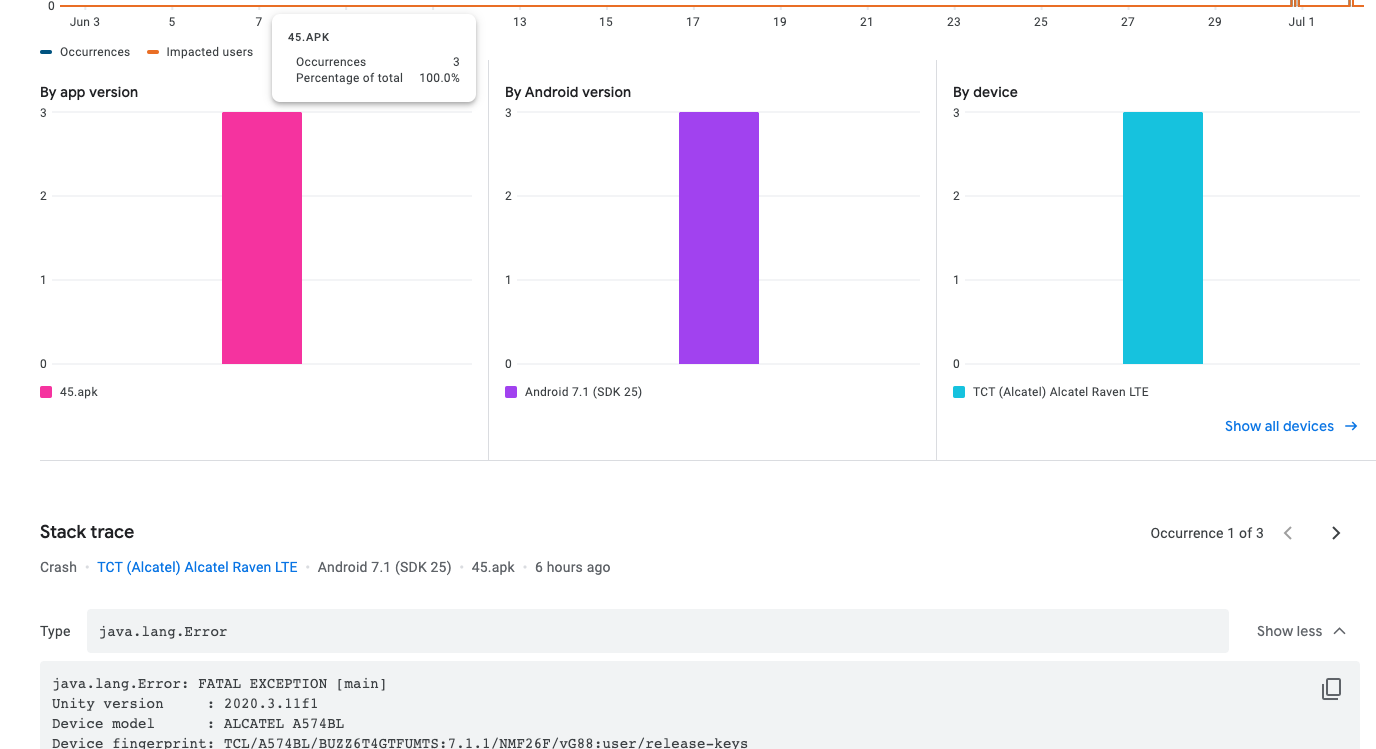 0
Jun 3 5 7 13 15 17 19 21 23 25 27 29 Jul 1
45.APK
Occurrences 3
Percentage of total 100.0%
Occurrences Impacted users
By app version
3
2
1
0
45.apk
By Android version
3
2
1
0
Android 7.1 (SDK 25)
By device
3
2
1
0
TCT (Alcatel) Alcatel Raven LTE
Show all devices
Stack trace
Occurrence 1 of 3
Crash · TCT (Alcatel) Alcatel Raven LTE · Android 7.1 (SDK 25) · 45.apk · 6 hours ago
Type java.lang.Error Show less
java.lang.Error: FATAL EXCEPTION [main]
Unity version     : 2020.3.11f1
Device model      : ALCATEL A574BL
Device fingerprint: TCL/A574BL/BUZZ6T4GTFUMTS:7.1.1/NMF26F/vG88:user/release-keys